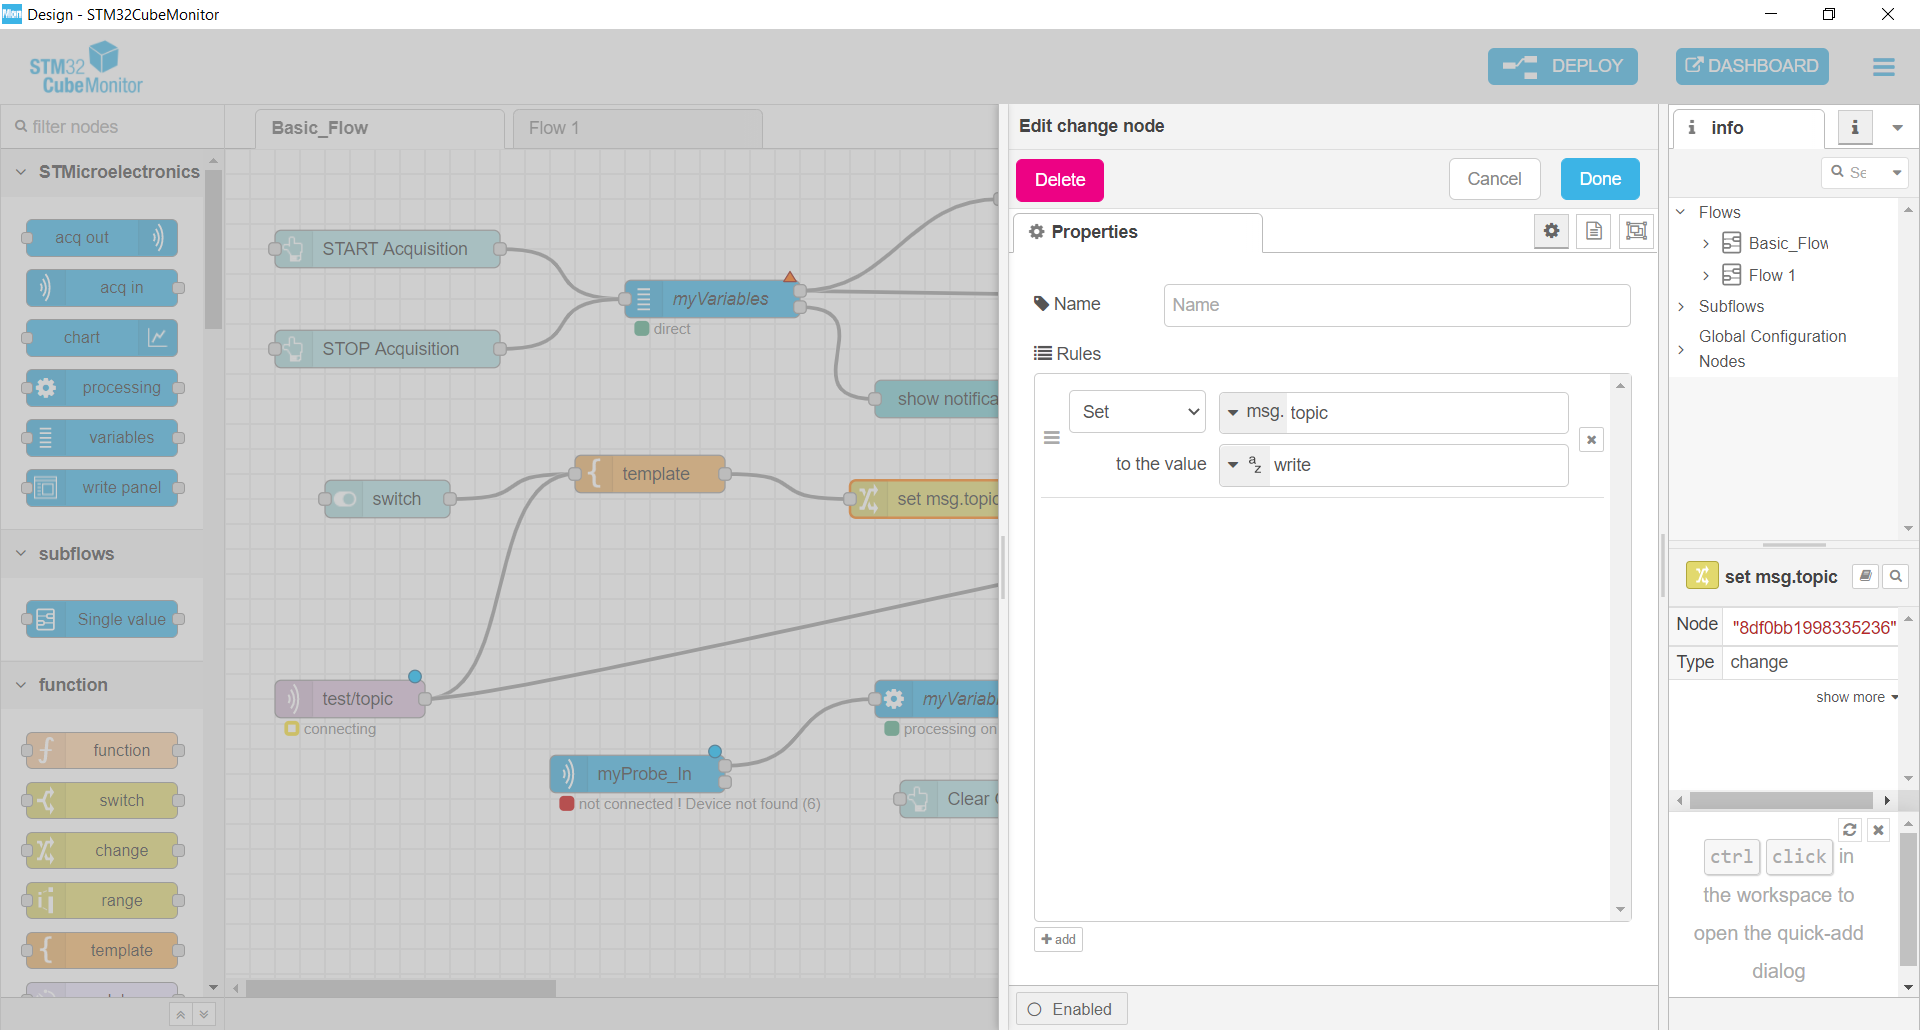 Design - STM32CubeMonitor
STM32
CubeMonitor
DEPLOY
DASHBOARD
filter nodes
Basic_Flow
Flow 1
STMicroelectronics
acq out
acq in
chart
processing
variables
write panel
subflows
Single value
function
function
switch
change
range
template
START Acquisition
STOP Acquisition
myVariables
direct
show notifica
switch
template
set msg.topic
test/topic
connecting
myProbe_In
not connected ! Device not found (6)
myVariab
processing on
Clear
Edit change node
Delete
Cancel
Done
Properties
Name
Name
Rules
Set
msg. topic
to the value
az write
add
Enabled
info
Se
Flows
Basic_Flow
Flow 1
Subflows
Global Configuration
Nodes
set msg.topic
Node "8df0bb1998335236"
Type change
show more
ctrl click in
the workspace to
open the quick-add
dialog